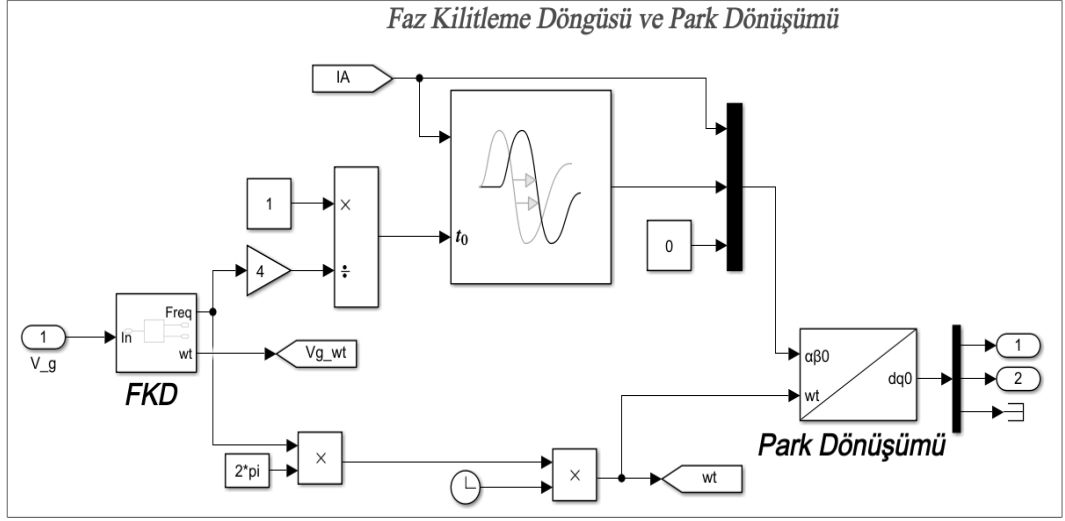 Faz Kilitleme Döngüsü ve Park Dönüşümü
IA
1
×
t0
÷
4
0
Freq
1
In
wt
V_g
Vg_wt
FKD
αβ0
wt
dq0
1
2
Park Dönüşümü
2*pi
×
×
wt